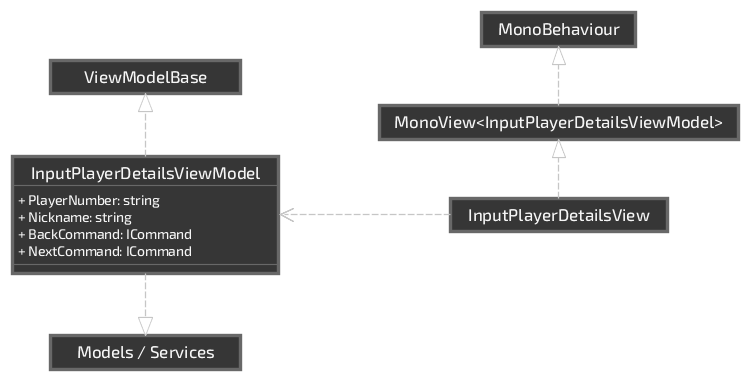 MonoBehaviour
ViewModelBase
MonoView<InputPlayerDetailsViewModel>
InputPlayerDetailsViewModel
+ PlayerNumber: string
+ Nickname: string
+ BackCommand: ICommand
+ NextCommand: ICommand
InputPlayerDetailsView
Models / Services